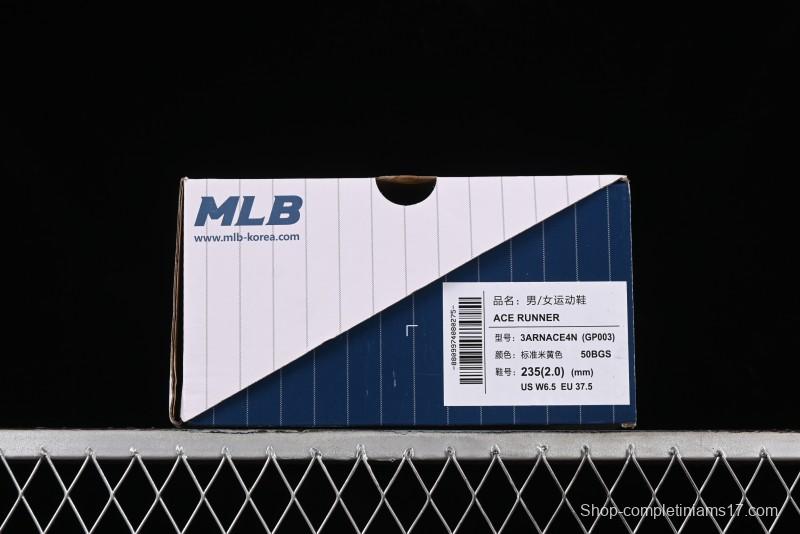 MLB
www.mlb-korea.com
品名：男/女运动鞋
ACE RUNNER
型号：3ARNACE4N (GP003)
颜色：标准米黄色 50BGS
鞋号：235(2.0) (mm)
US W6.5 EU 37.5
Shop-completiniams17.com